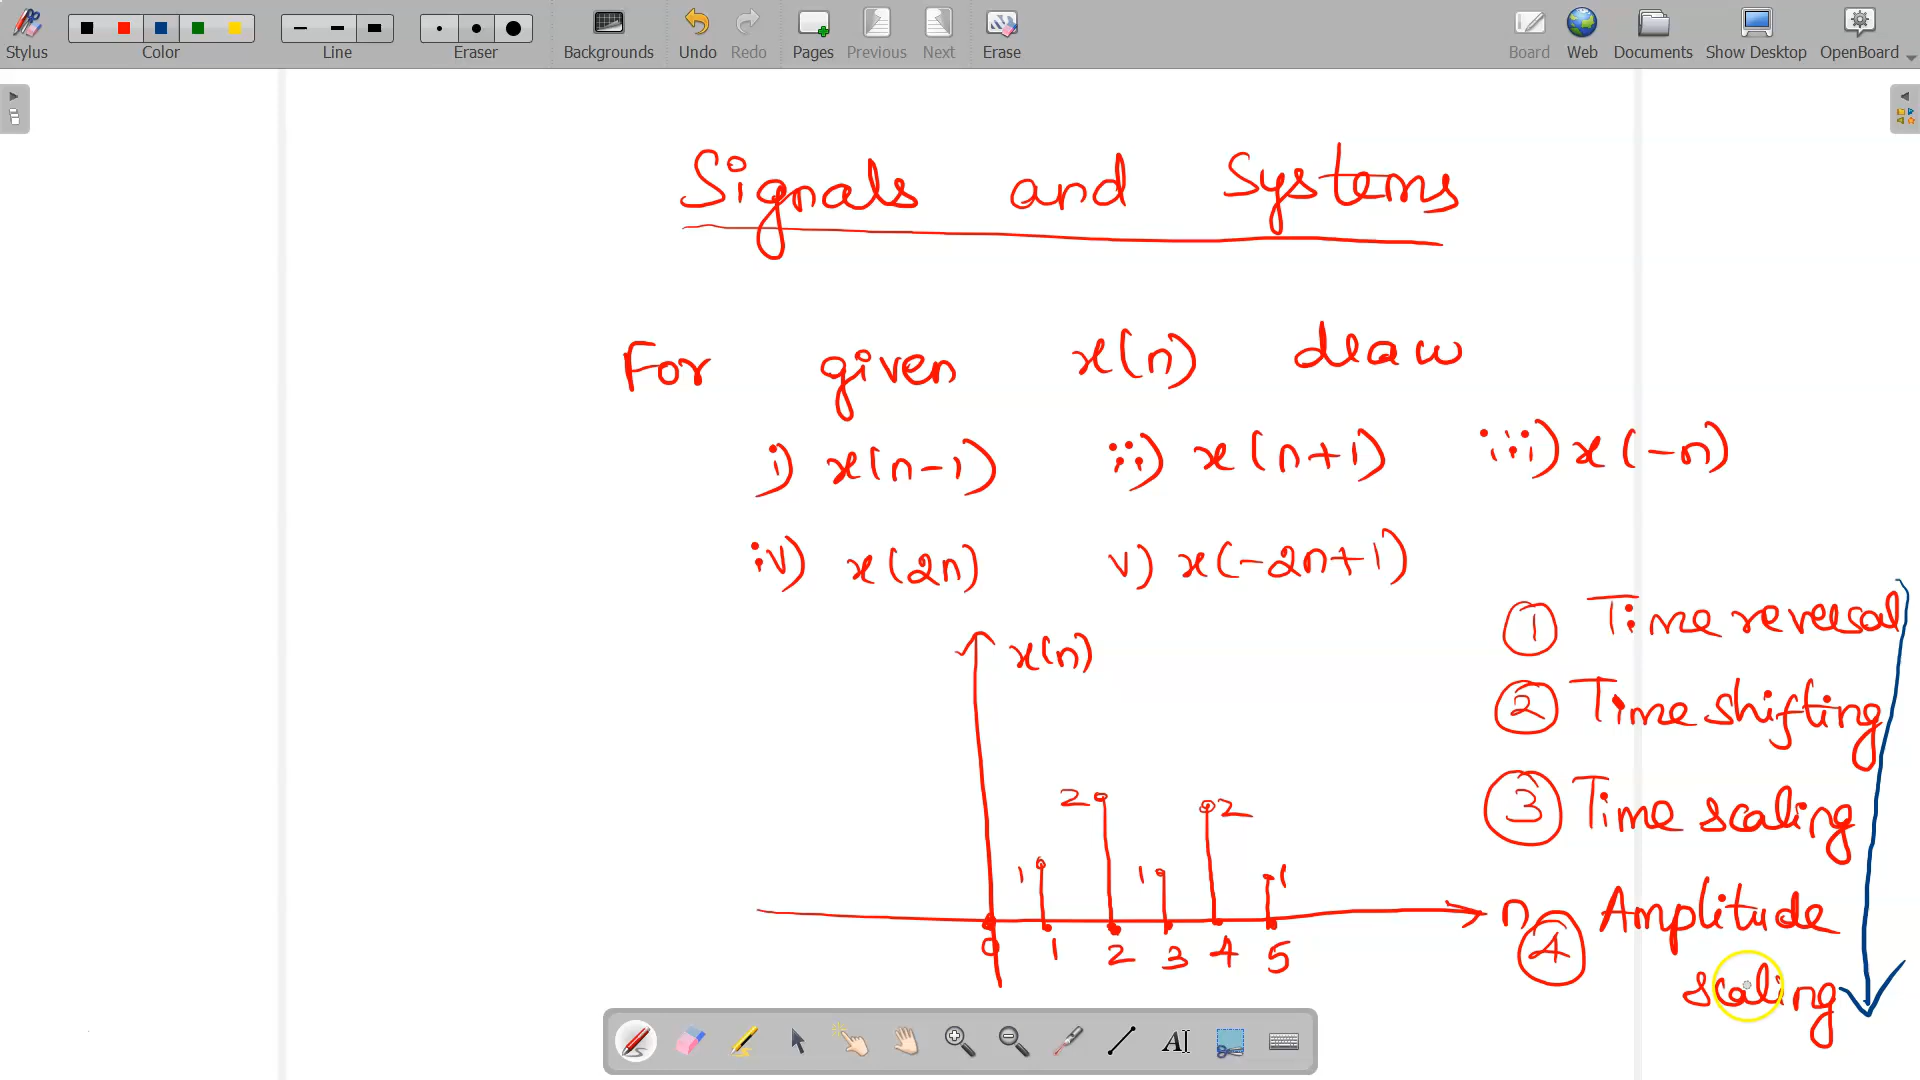 Stylus Color Line Eraser Backgrounds Undo Redo Pages Previous Next Erase Board Web Documents Show Desktop OpenBoard
Signals and Systems
For given x(n) draw
i) x(n-1) ii) x(n+1) iii) x(-n)
iv) x(2n) v) x(-2n+1)
x(n)
2 2
1 1 1
n
0 1 2 3 4 5
① Time reversal
② Time shifting
③ Time scaling
④ Amplitude
scaling
AI